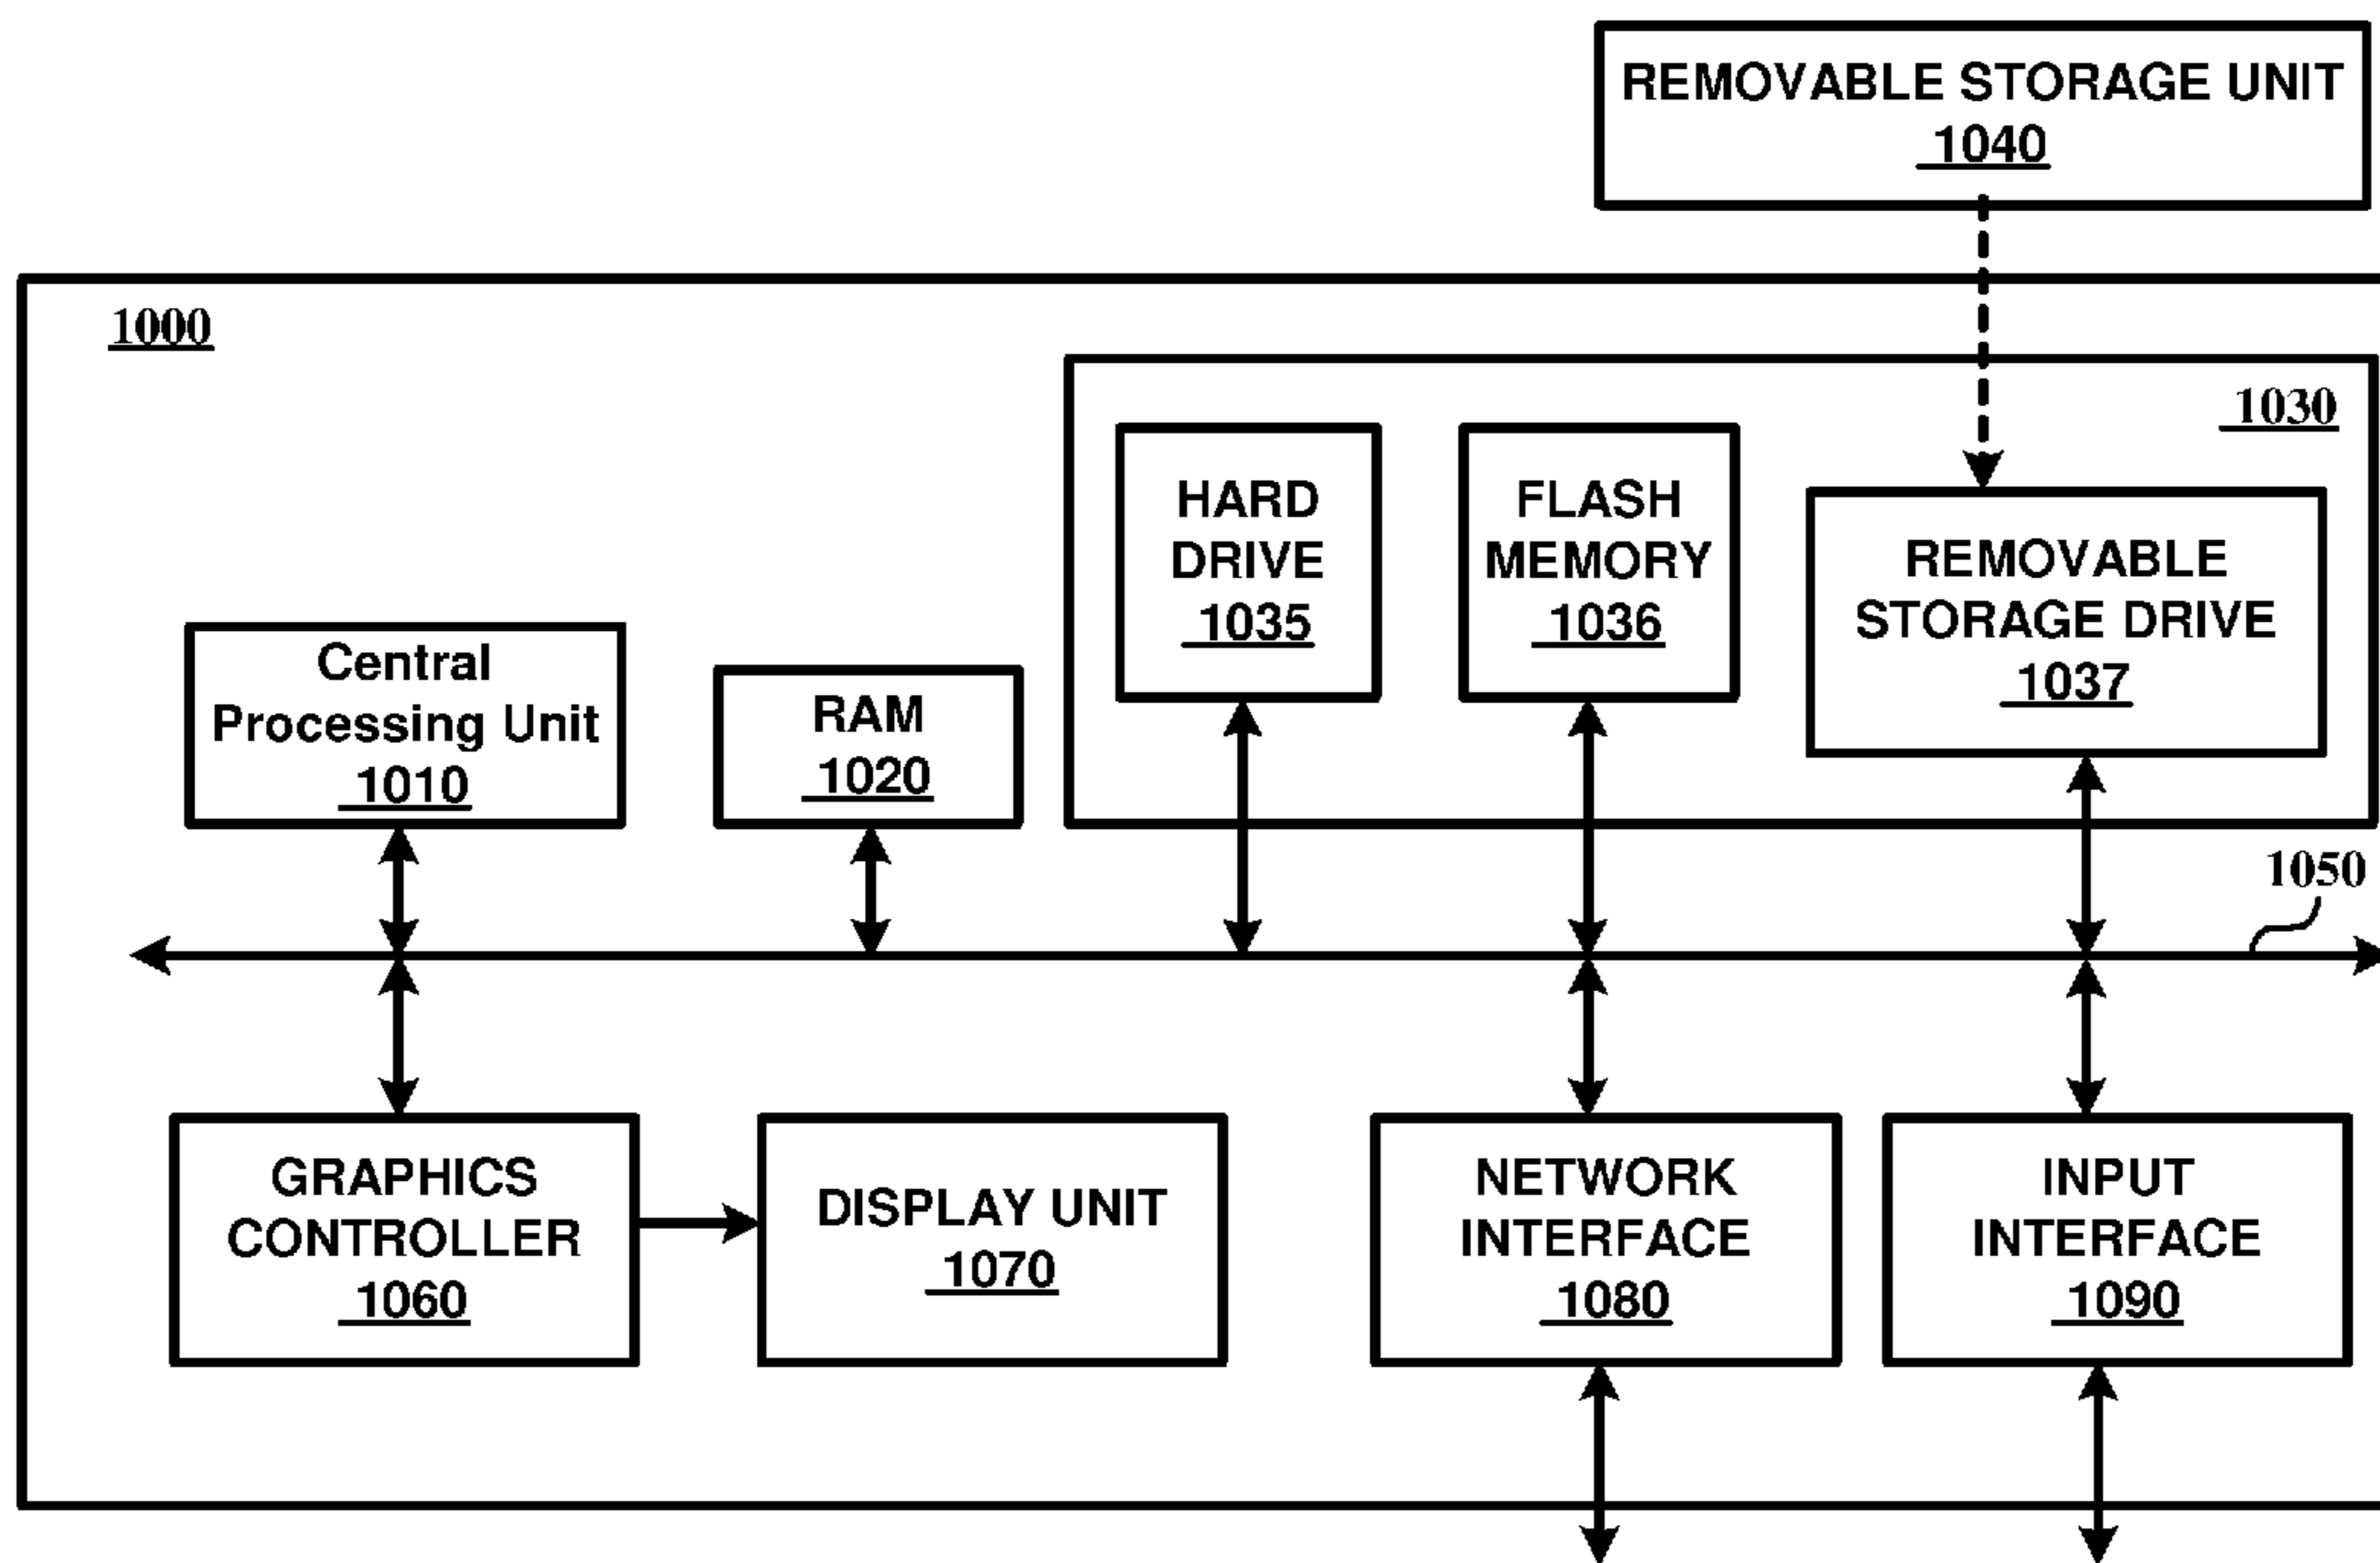 REMOVABLE STORAGE UNIT
1040
1000
1030
HARD
DRIVE
1035
FLASH
MEMORY
1036
REMOVABLE
STORAGE DRIVE
1037
Central
Processing Unit
1010
RAM
1020
1050
GRAPHICS
CONTROLLER
1060
DISPLAY UNIT
1070
NETWORK
INTERFACE
1080
INPUT
INTERFACE
1090